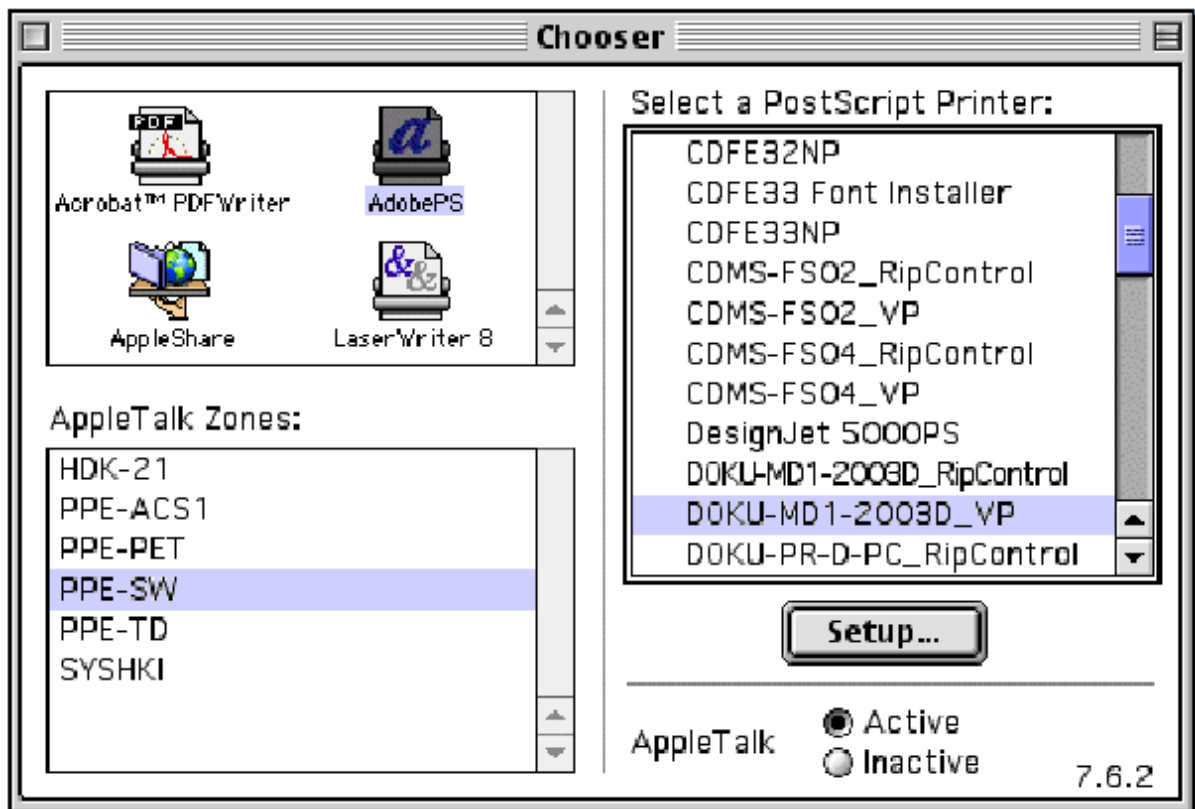 Chooser
PDF
Acrobat™ PDFWriter
AdobePS
AppleShare
LaserWriter 8
AppleTalk Zones:
HDK-21
PPE-ACS1
PPE-PET
PPE-SW
PPE-TD
SYSHKI
Select a PostScript Printer:
CDFE32NP
CDFE33 Font Installer
CDFE33NP
CDMS-FS02_RipControl
CDMS-FS02_VP
CDMS-FS04_RipControl
CDMS-FS04_VP
DesignJet 5000PS
DOKU-MD1-2003D_RipControl
DOKU-MD1-2003D_VP
DOKU-PR-D-PC_RipControl
Setup...
AppleTalk
Active
Inactive
7.6.2